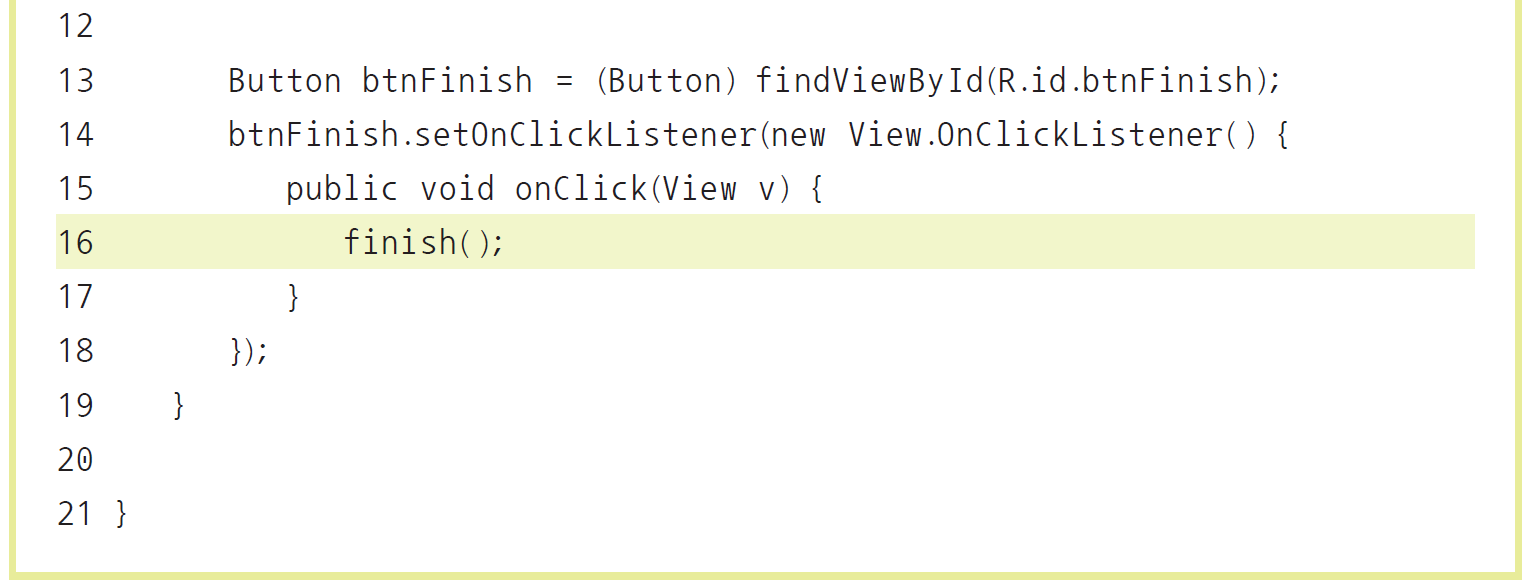 12
13 Button btnFinish = (Button) findViewById(R.id.btnFinish);
14 btnFinish.setOnClickListener(new View.OnClickListener() {
15 public void onClick(View v) {
16 finish();
17 }
18 });
19 }
20
21 }